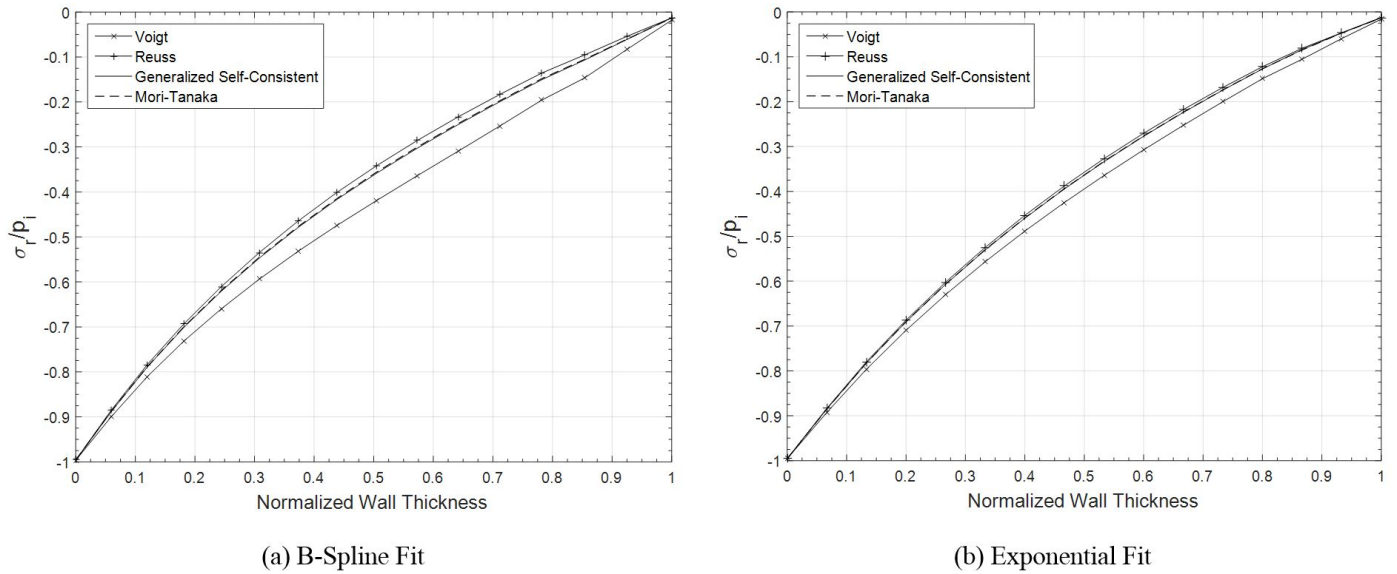 0
-0.1
-0.2
-0.3
-0.4
-0.5
-0.6
-0.7
-0.8
-0.9
-1
σr/pi
Voigt
Reuss
Generalized Self-Consistent
Mori-Tanaka
0 0.1 0.2 0.3 0.4 0.5 0.6 0.7 0.8 0.9 1
Normalized Wall Thickness
(a) B-Spline Fit
0
-0.1
-0.2
-0.3
-0.4
-0.5
-0.6
-0.7
-0.8
-0.9
-1
σr/pi
Voigt
Reuss
Generalized Self-Consistent
Mori-Tanaka
0 0.1 0.2 0.3 0.4 0.5 0.6 0.7 0.8 0.9 1
Normalized Wall Thickness
(b) Exponential Fit